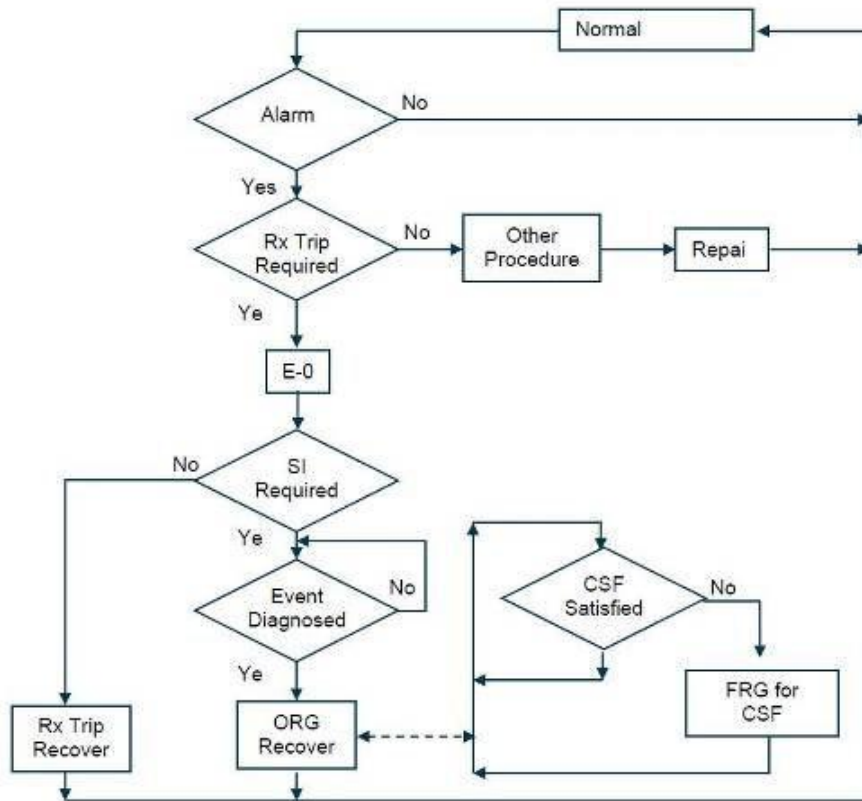 Normal
Alarm
No
Yes
Rx Trip
Required
No
Other
Procedure
Repai
Ye
E-0
No
SI
Required
Ye
Event
Diagnosed
No
CSF
Satisfied
No
Ye
Rx Trip
Recover
ORG
Recover
FRG for
CSF